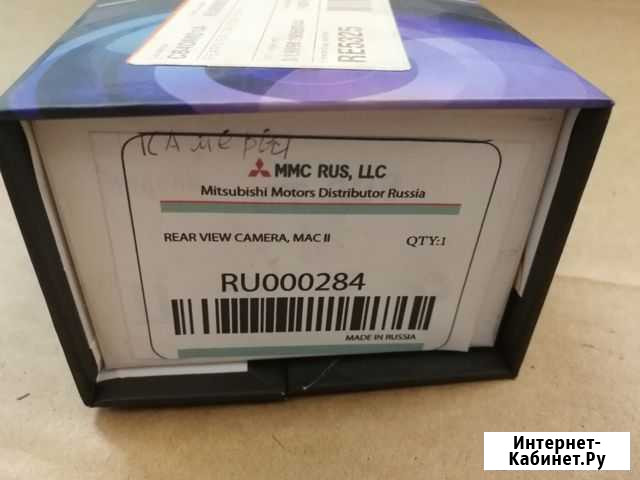 RE5325
камеры
MMC RUS, LLC
Mitsubishi Motors Distributor Russia
REAR VIEW CAMERA, MAC II QTY:1
RU000284
MADE IN RUSSIA
Интернет-
Кабинет.Ру